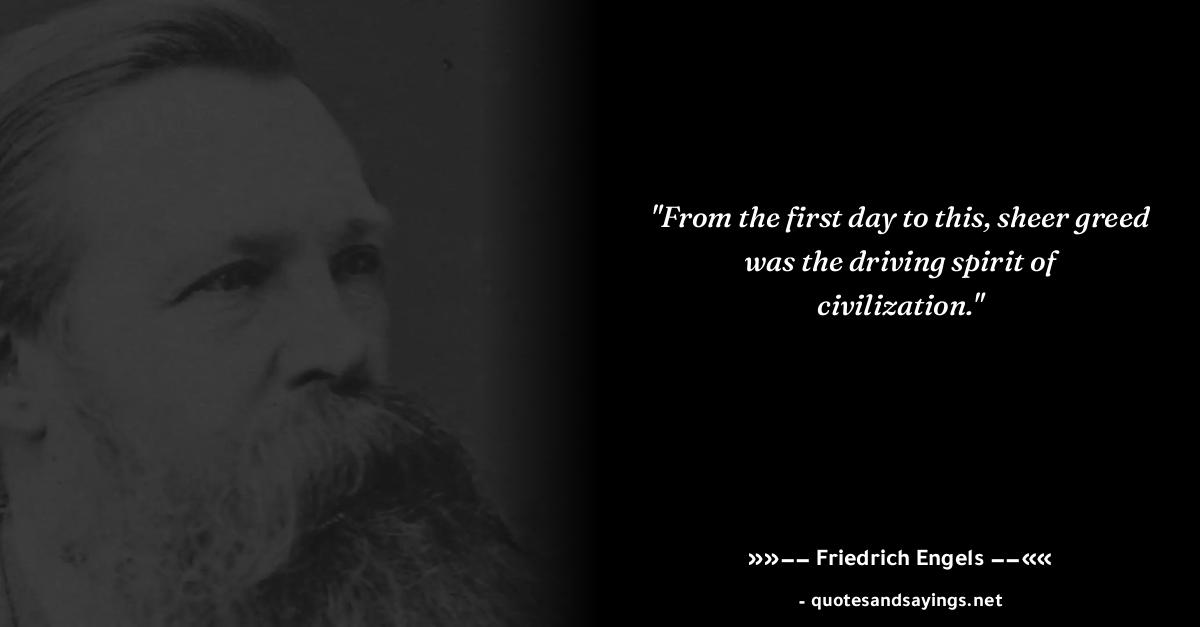 "From the first day to this, sheer greed
was the driving spirit of
civilization."
»»−− Friedrich Engels −−««
- quotesandsayings.net